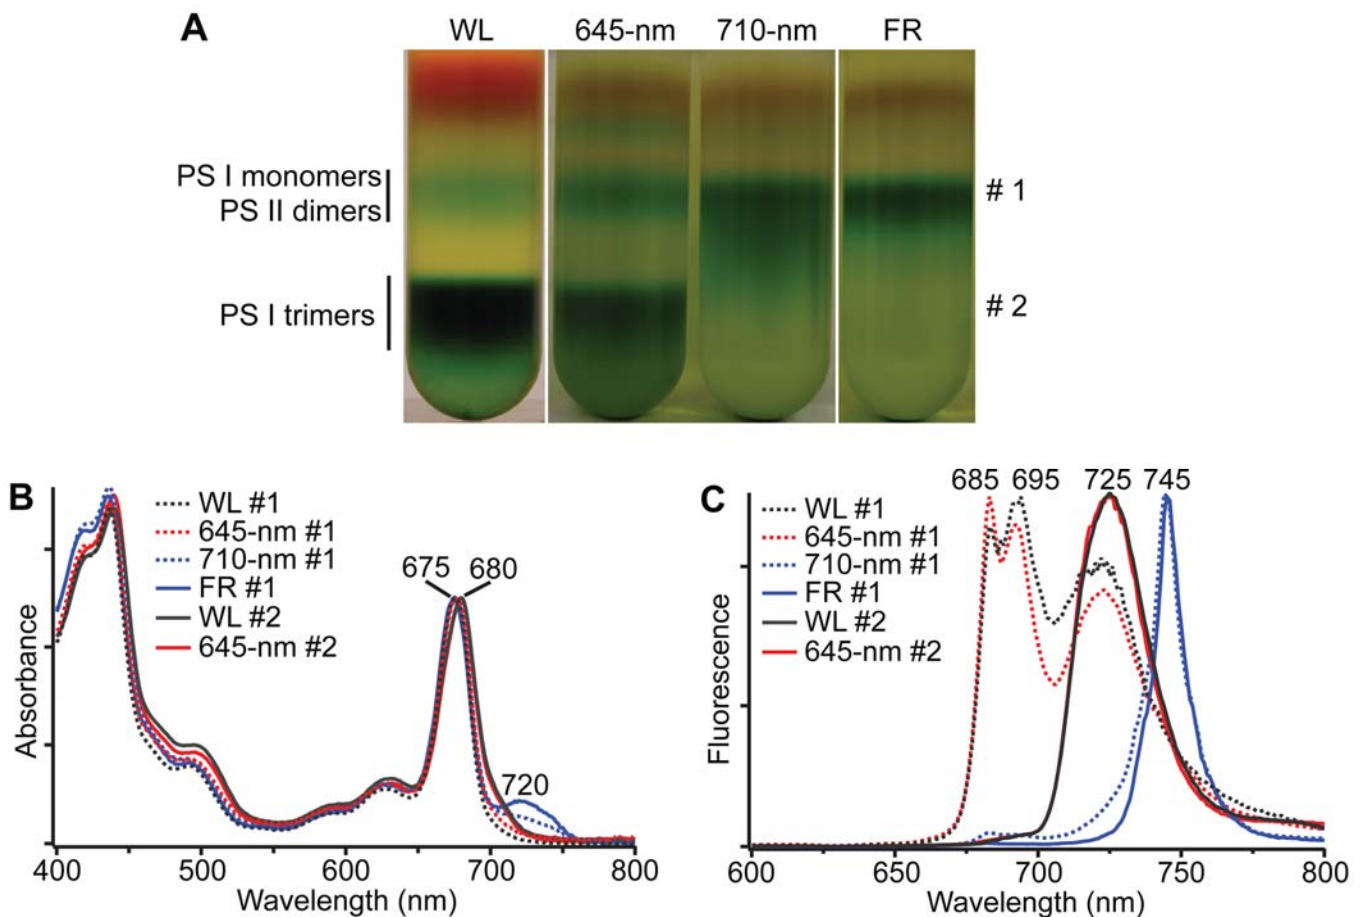 A
WL 645-nm 710-nm FR
PS I monomers
PS II dimers
# 1
PS I trimers
# 2
B
WL #1
645-nm #1
710-nm #1
FR #1
WL #2
645-nm #2
675 680
720
Absorbance
400 500 600 700 800
Wavelength (nm)
C
685 695 725 745
WL #1
645-nm #1
710-nm #1
FR #1
WL #2
645-nm #2
Fluorescence
600 650 700 750 800
Wavelength (nm)